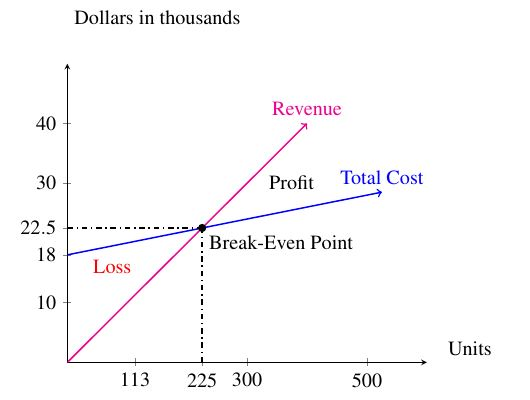 Dollars in thousands
Revenue
40
Total Cost
30
Profit
22.5
Break-Even Point
18
Loss
10
Units
113
225
300
500